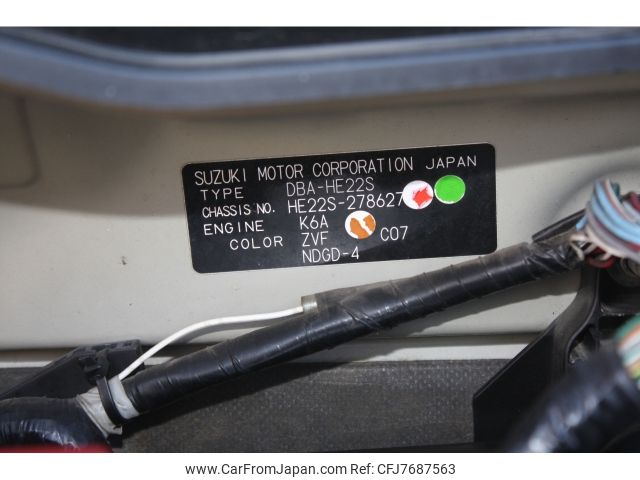 SUZUKI MOTOR CORPORATION JAPAN
TYPE DBA-HE22S
CHASSIS NO. HE22S-278627
ENGINE K6A
COLOR ZVF C07
NDGD-4
www.CarFromJapan.com - Ref:CFJ7687563